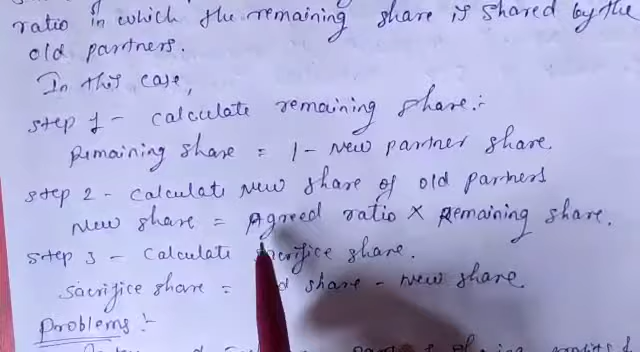 ratio in which the remaining share is shared by the
old partners.
In this case,
Step 1 - Calculate remaining share:-
Remaining share = 1 - New partner share.
Step 2 - Calculate New share of old partners
New share = Agreed ratio × Remaining share.
Step 3 - Calculate sacrifice share.
Sacrifice share = share - New share
Problems:-